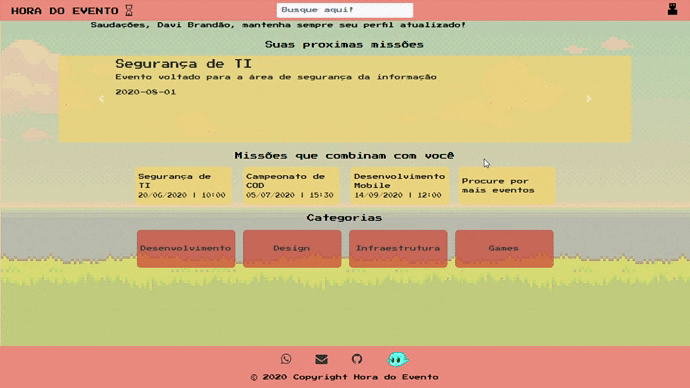 HORA DO EVENTO
Busque aqui!
Saudações, Davi Brandão, mantenha sempre seu perfil atualizado!
Suas proximas missões
Segurança de TI
Evento voltado para a área de segurança da informação
2020-08-01
Missões que combinam com você
Segurança de
TI
20/06/2020 | 10:00
Campeonato de
COD
05/07/2020 | 15:30
Desenvolvimento
Mobile
14/09/2020 | 12:00
Procure por
mais eventos
Categorias
Desenvolvimento
Design
Infraestrutura
Games
© 2020 Copyright Hora do Evento